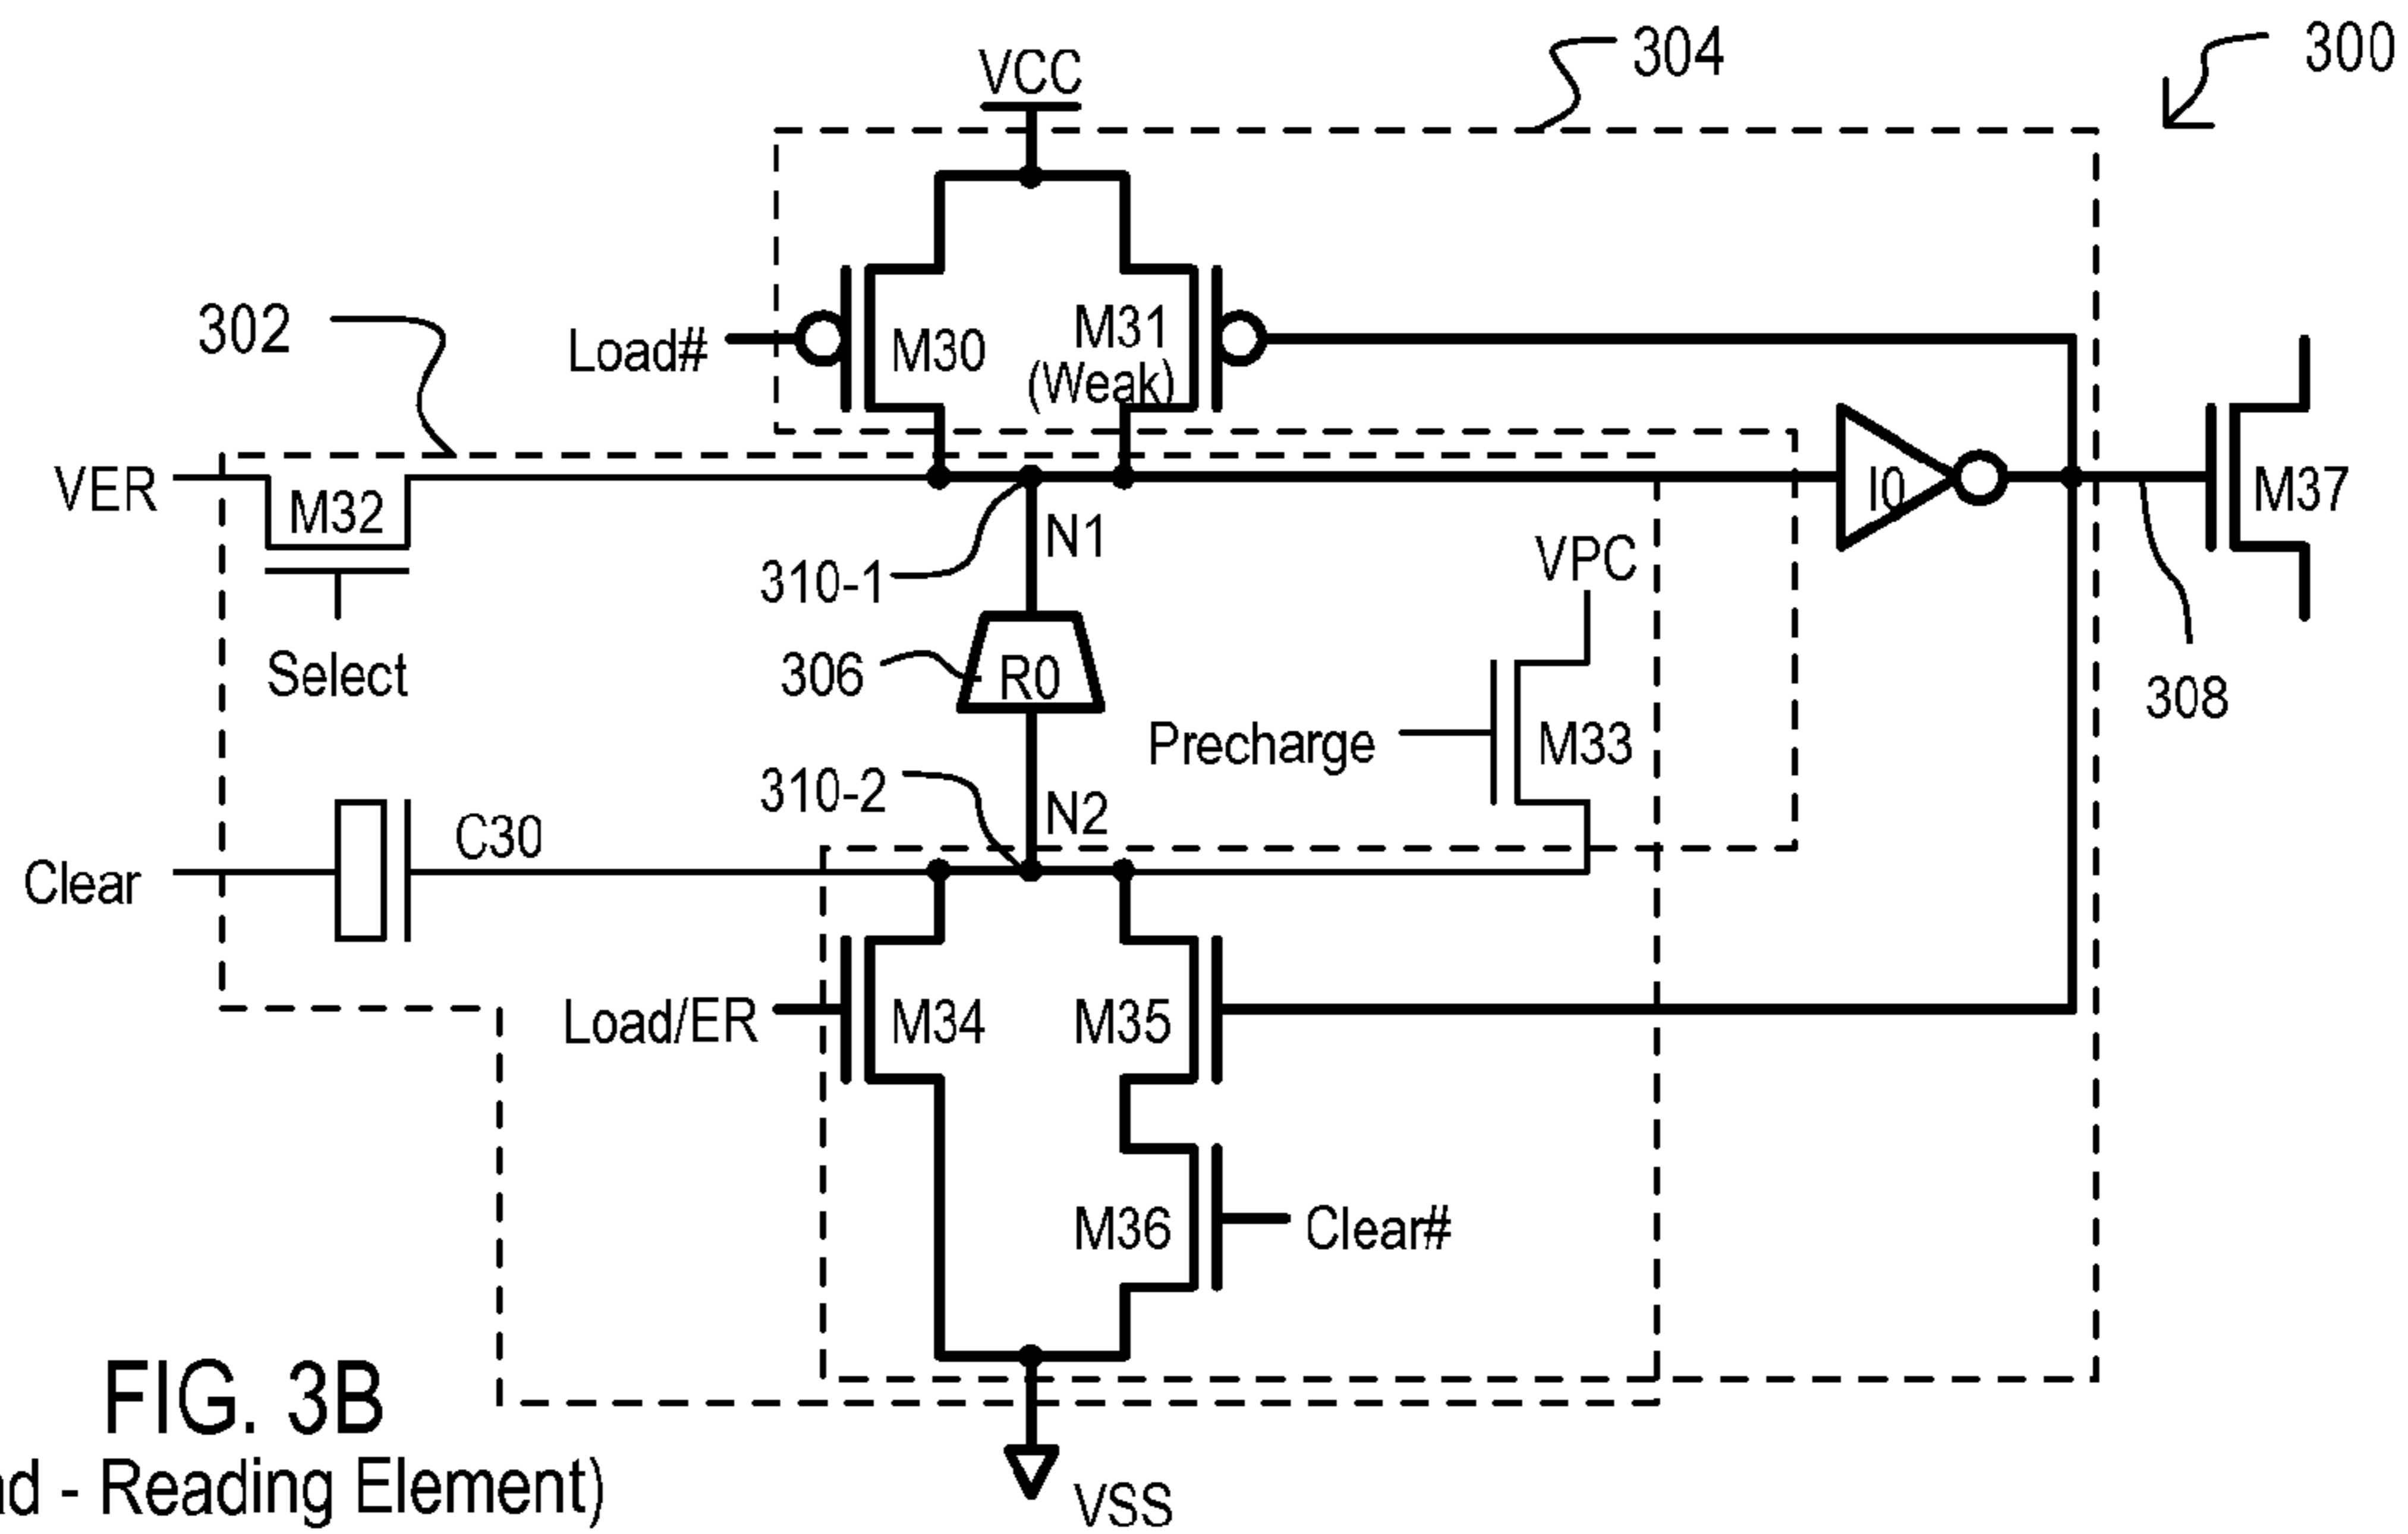 304
300
VCC
302
Load#
M30
M31
(Weak)
VER
M32
I0
M37
N1
310-1
VPC
Select
306
R0
308
Precharge
M33
310-2
N2
C30
Clear
Load/ER
M34
M35
M36
Clear#
FIG. 3B
- Reading Element)
VSS